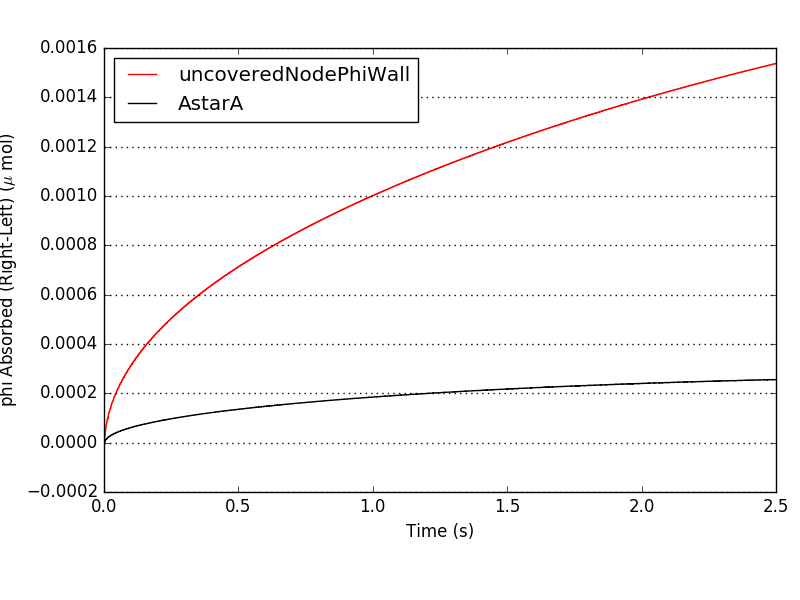 0.0016
0.0014
0.0012
0.0010
0.0008
0.0006
0.0004
0.0002
0.0000
−0.0002
phi Absorbed (Right-Left) (μ mol)
uncoveredNodePhiWall
AstarA
0.0 0.5 1.0 1.5 2.0 2.5
Time (s)